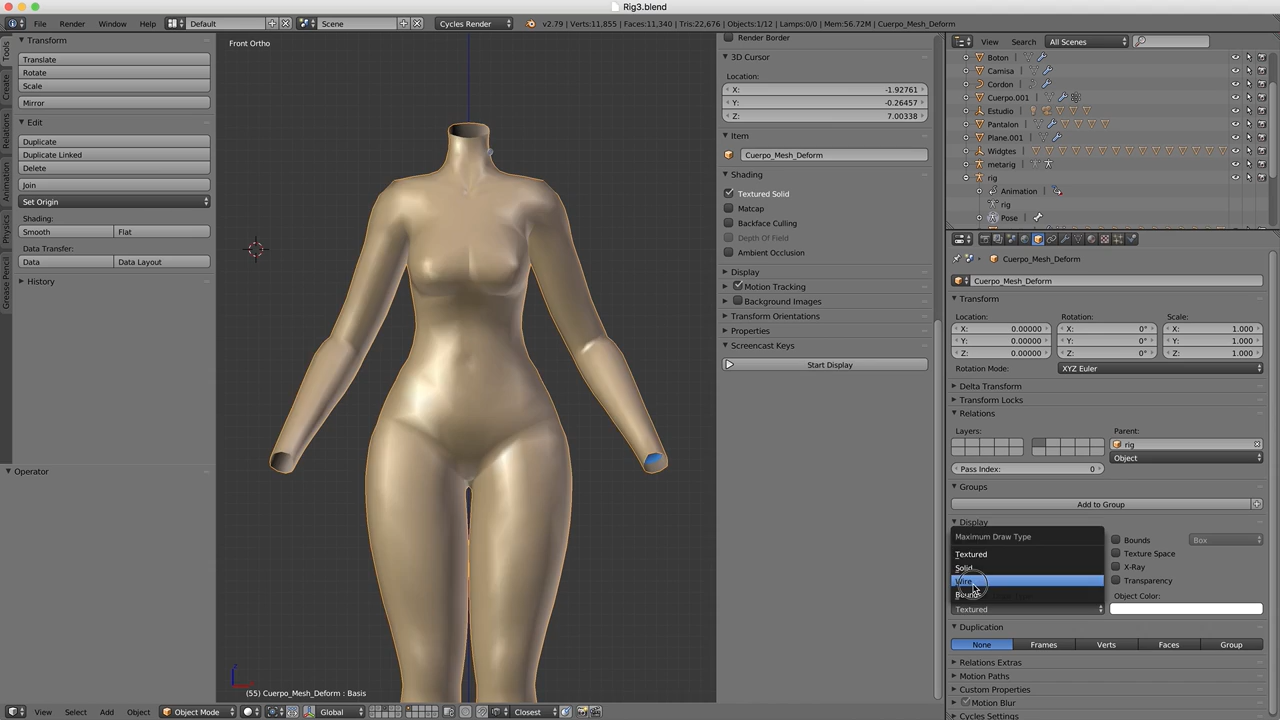 Rig3.blend
File Render Window Help Default Scene Cycles Render v2.79 | Verts:11,855 | Faces:11,340 | Tris:22,676 | Objects:1/12 | Lamps:0/0 | Mem:56.72M | Cuerpo_Mesh_Deform
Tools
Create
Relations
Animation
Physics
Grease Pencil
Transform
Translate
Rotate
Scale
Mirror
Edit
Duplicate
Duplicate Linked
Delete
Join
Set Origin
Shading:
Smooth Flat
Data Transfer:
Data Data Layout
History
Operator
Front Ortho
(55) Cuerpo_Mesh_Deform : Basis
Render Border
3D Cursor
Location:
X: -1.92761
Y: -0.26457
Z: 7.00338
Item
Cuerpo_Mesh_Deform
Shading
Textured Solid
Matcap
Backface Culling
Depth Of Field
Ambient Occlusion
Display
Motion Tracking
Background Images
Transform Orientations
Properties
Screencast Keys
Start Display
View Search All Scenes
Boton
Camisa
Cordon
Cuerpo.001
Estudio
Pantalon
Plane.001
Widgtes
metarig
rig
Animation
rig
Pose
Cuerpo_Mesh_Deform
Cuerpo_Mesh_Deform
Transform
Location: Rotation: Scale:
X: 0.00000 X: 0° X: 1.000
Y: 0.00000 Y: 0° Y: 1.000
Z: 0.00000 Z: 0° Z: 1.000
Rotation Mode: XYZ Euler
Delta Transform
Transform Locks
Relations
Layers: Parent:
rig
Object
Pass Index: 0
Groups
Add to Group
Display
Maximum Draw Type
Textured
Solid
Wire
Bounds
Textured
Bounds Box
Texture Space
X-Ray
Transparency
Object Color:
Duplication
None Frames Verts Faces Group
Relations Extras
Motion Paths
Custom Properties
Motion Blur
Cycles Settings
View Select Add Object Object Mode Global Closest